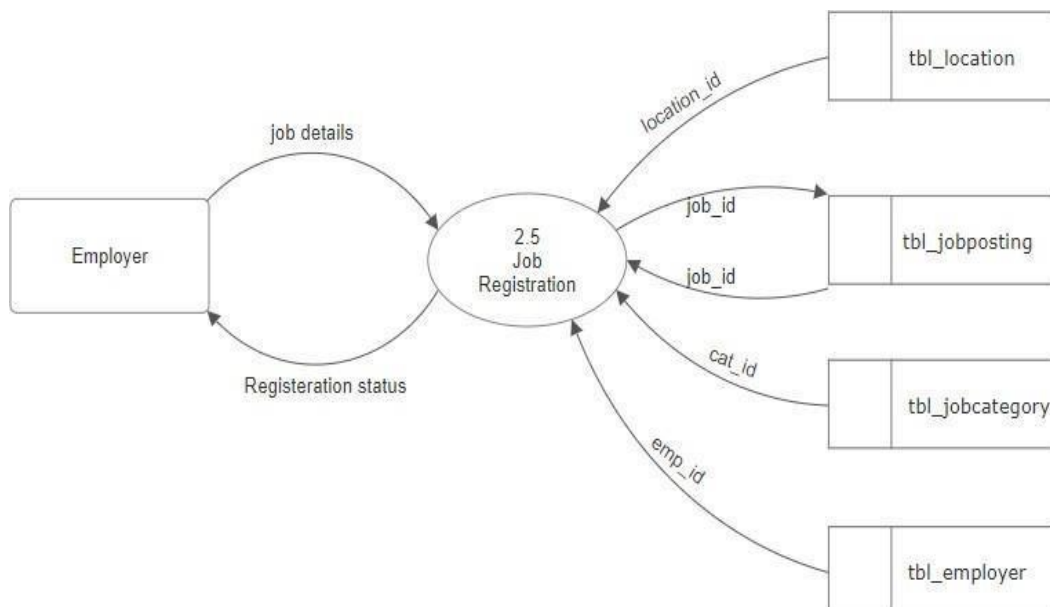 job details
Employer
Registeration status
2.5
Job
Registration
location_id
job_id
job_id
cat_id
emp_id
tbl_location
tbl_jobposting
tbl_jobcategory
tbl_employer